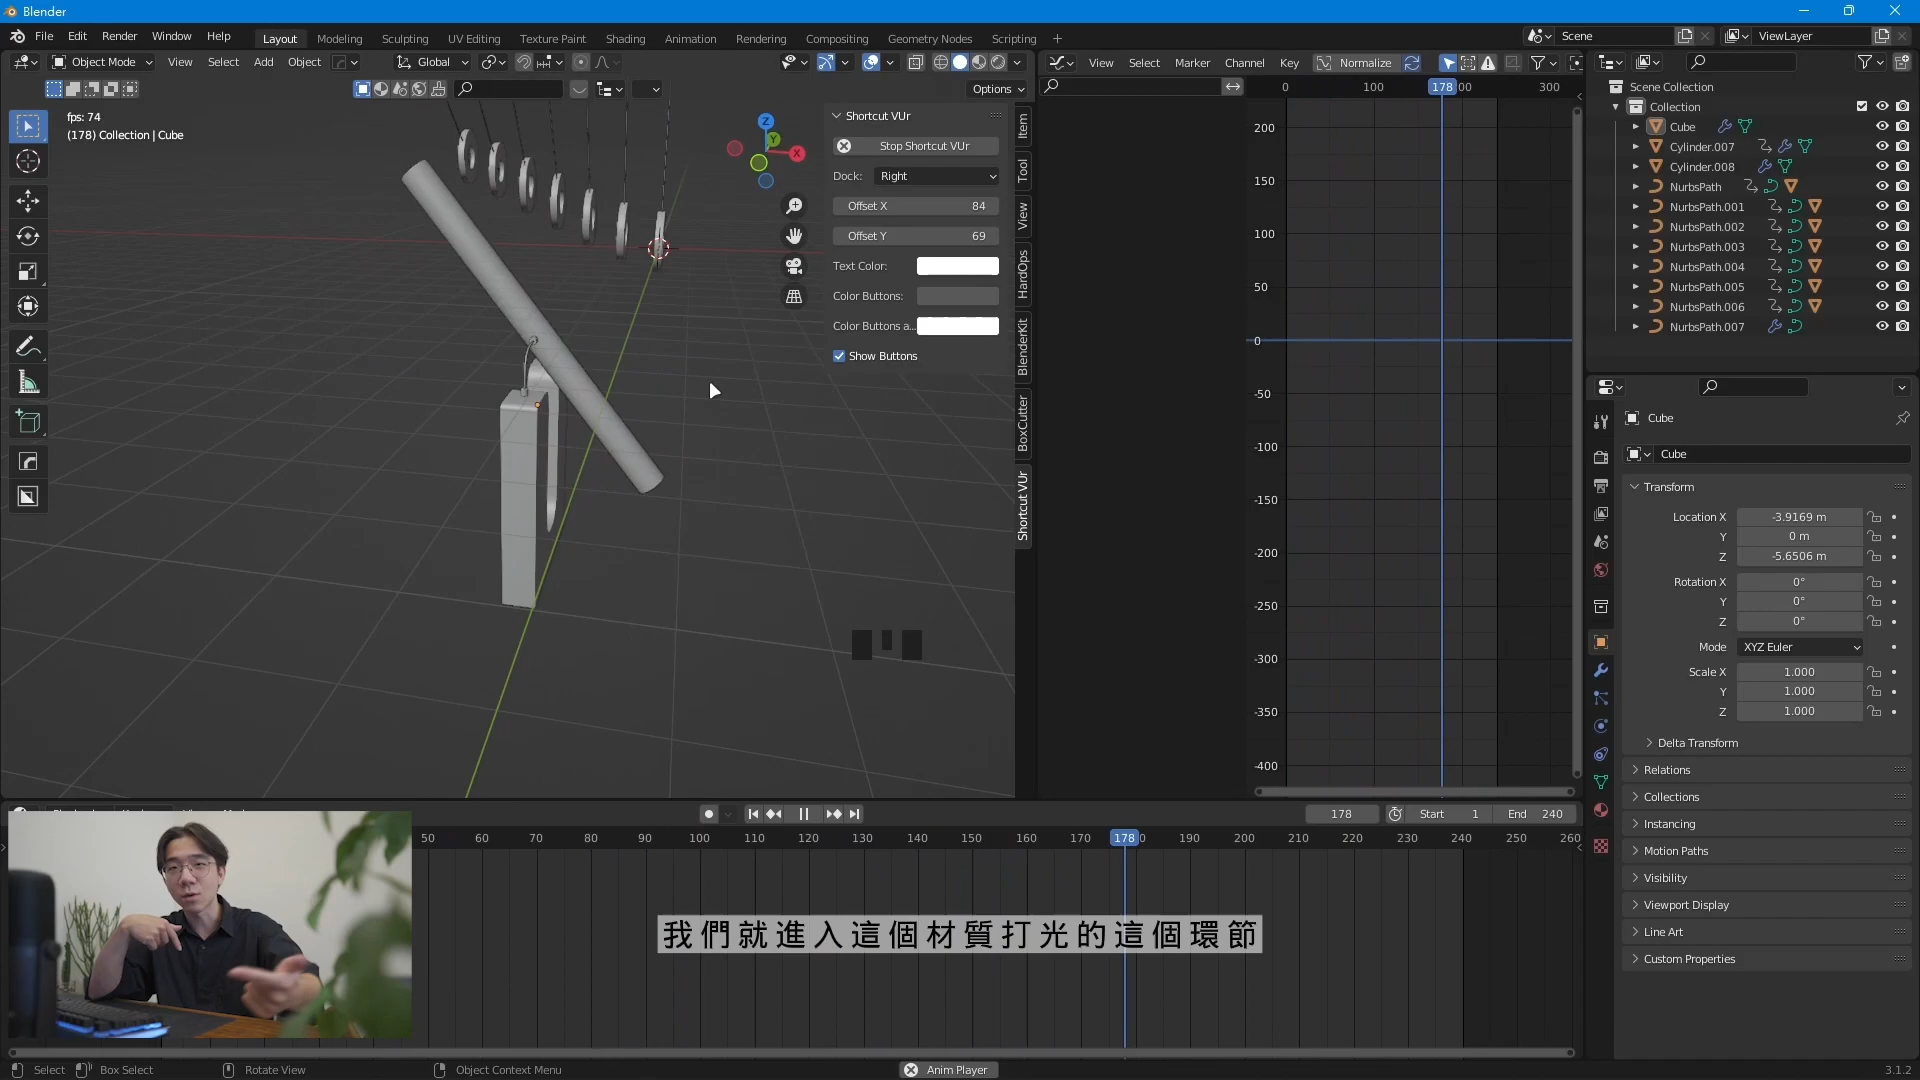 Blender
File Edit Render Window Help
Layout Modeling Sculpting UV Editing Texture Paint Shading Animation Rendering Compositing Geometry Nodes Scripting +
Scene
ViewLayer
Object Mode View Select Add Object Global
Options
fps: 74
(178) Collection | Cube
Z
Y
X
Shortcut VUr
Stop Shortcut VUr
Dock: Right
Offset X 84
Offset Y 69
Text Color:
Color Buttons:
Color Buttons a...
Show Buttons
Item
Tool
View
HardOps
BlenderKit
BoxCutter
Shortcut VUr
View Select Marker Channel Key Normalize
0 100 178 00 300
200
150
100
50
0
-50
-100
-150
-200
-250
-300
-350
-400
Scene Collection
Collection
Cube
Cylinder.007
Cylinder.008
NurbsPath
NurbsPath.001
NurbsPath.002
NurbsPath.003
NurbsPath.004
NurbsPath.005
NurbsPath.006
NurbsPath.007
Cube
Cube
Transform
Location X -3.9169 m
Y 0 m
Z -5.6506 m
Rotation X 0°
Y 0°
Z 0°
Mode XYZ Euler
Scale X 1.000
Y 1.000
Z 1.000
Delta Transform
Relations
Collections
Instancing
Motion Paths
Visibility
Viewport Display
Line Art
Custom Properties
178 Start 1 End 240
50 60 70 80 90 100 110 120 130 140 150 160 170 178 0 190 200 210 220 230 240 250 260
我們就進入這個材質打光的這個環節
Select Box Select Rotate View Object Context Menu Anim Player 3.1.2